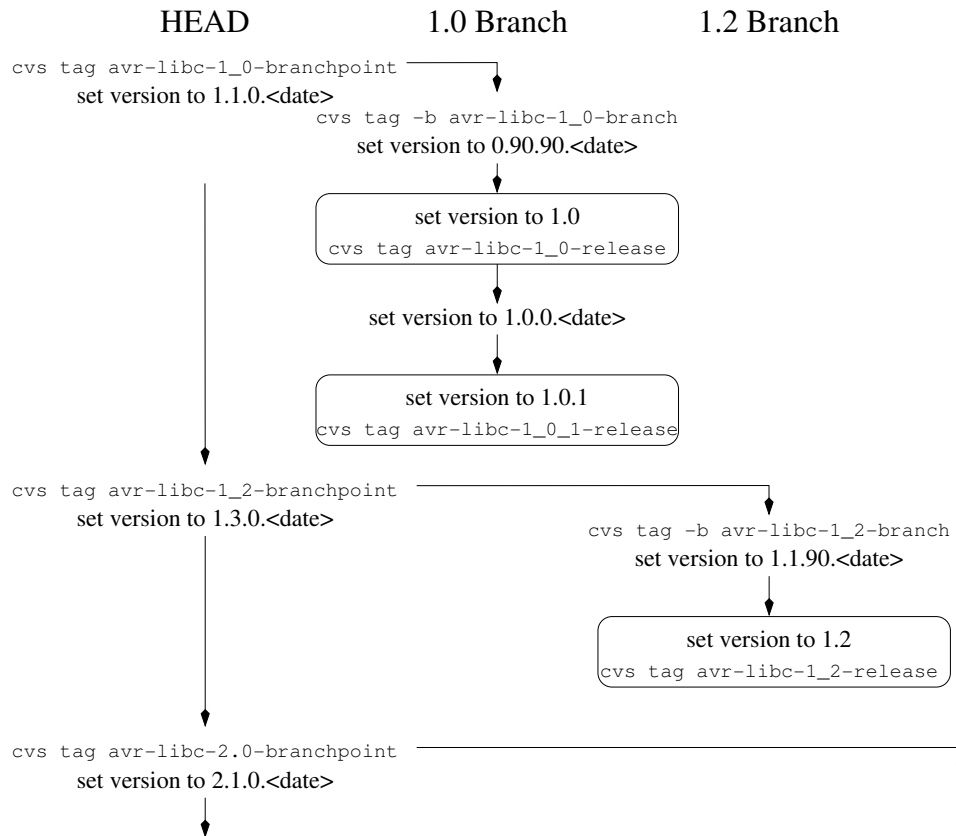 HEAD
1.0 Branch
1.2 Branch
cvs tag avr-libc-1_0-branchpoint
set version to 1.1.0.<date>
cvs tag -b avr-libc-1_0-branch
set version to 0.90.90.<date>
set version to 1.0
cvs tag avr-libc-1_0-release
set version to 1.0.0.<date>
set version to 1.0.1
cvs tag avr-libc-1_0_1-release
cvs tag avr-libc-1_2-branchpoint
set version to 1.3.0.<date>
cvs tag -b avr-libc-1_2-branch
set version to 1.1.90.<date>
set version to 1.2
cvs tag avr-libc-1_2-release
cvs tag avr-libc-2.0-branchpoint
set version to 2.1.0.<date>